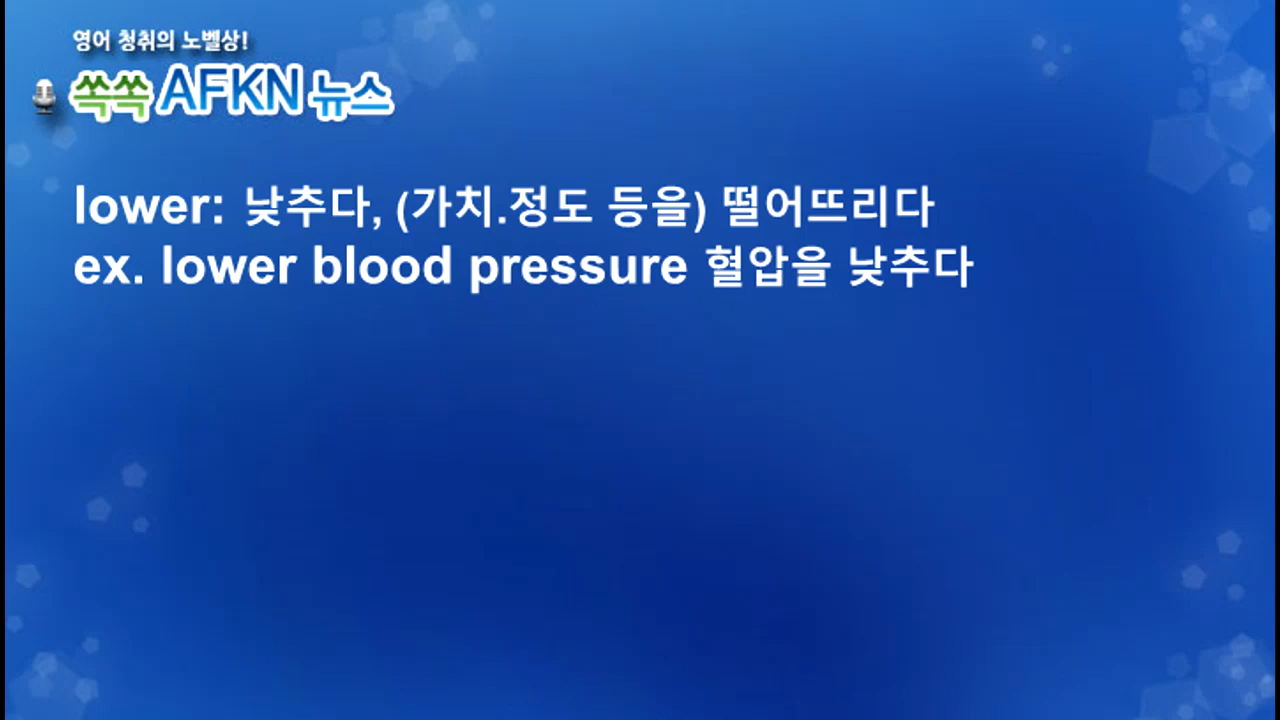 영어 청취의 노벨상!
쏙쏙 AFKN 뉴스
lower: 낮추다, (가치.정도 등을) 떨어뜨리다
ex. lower blood pressure 혈압을 낮추다